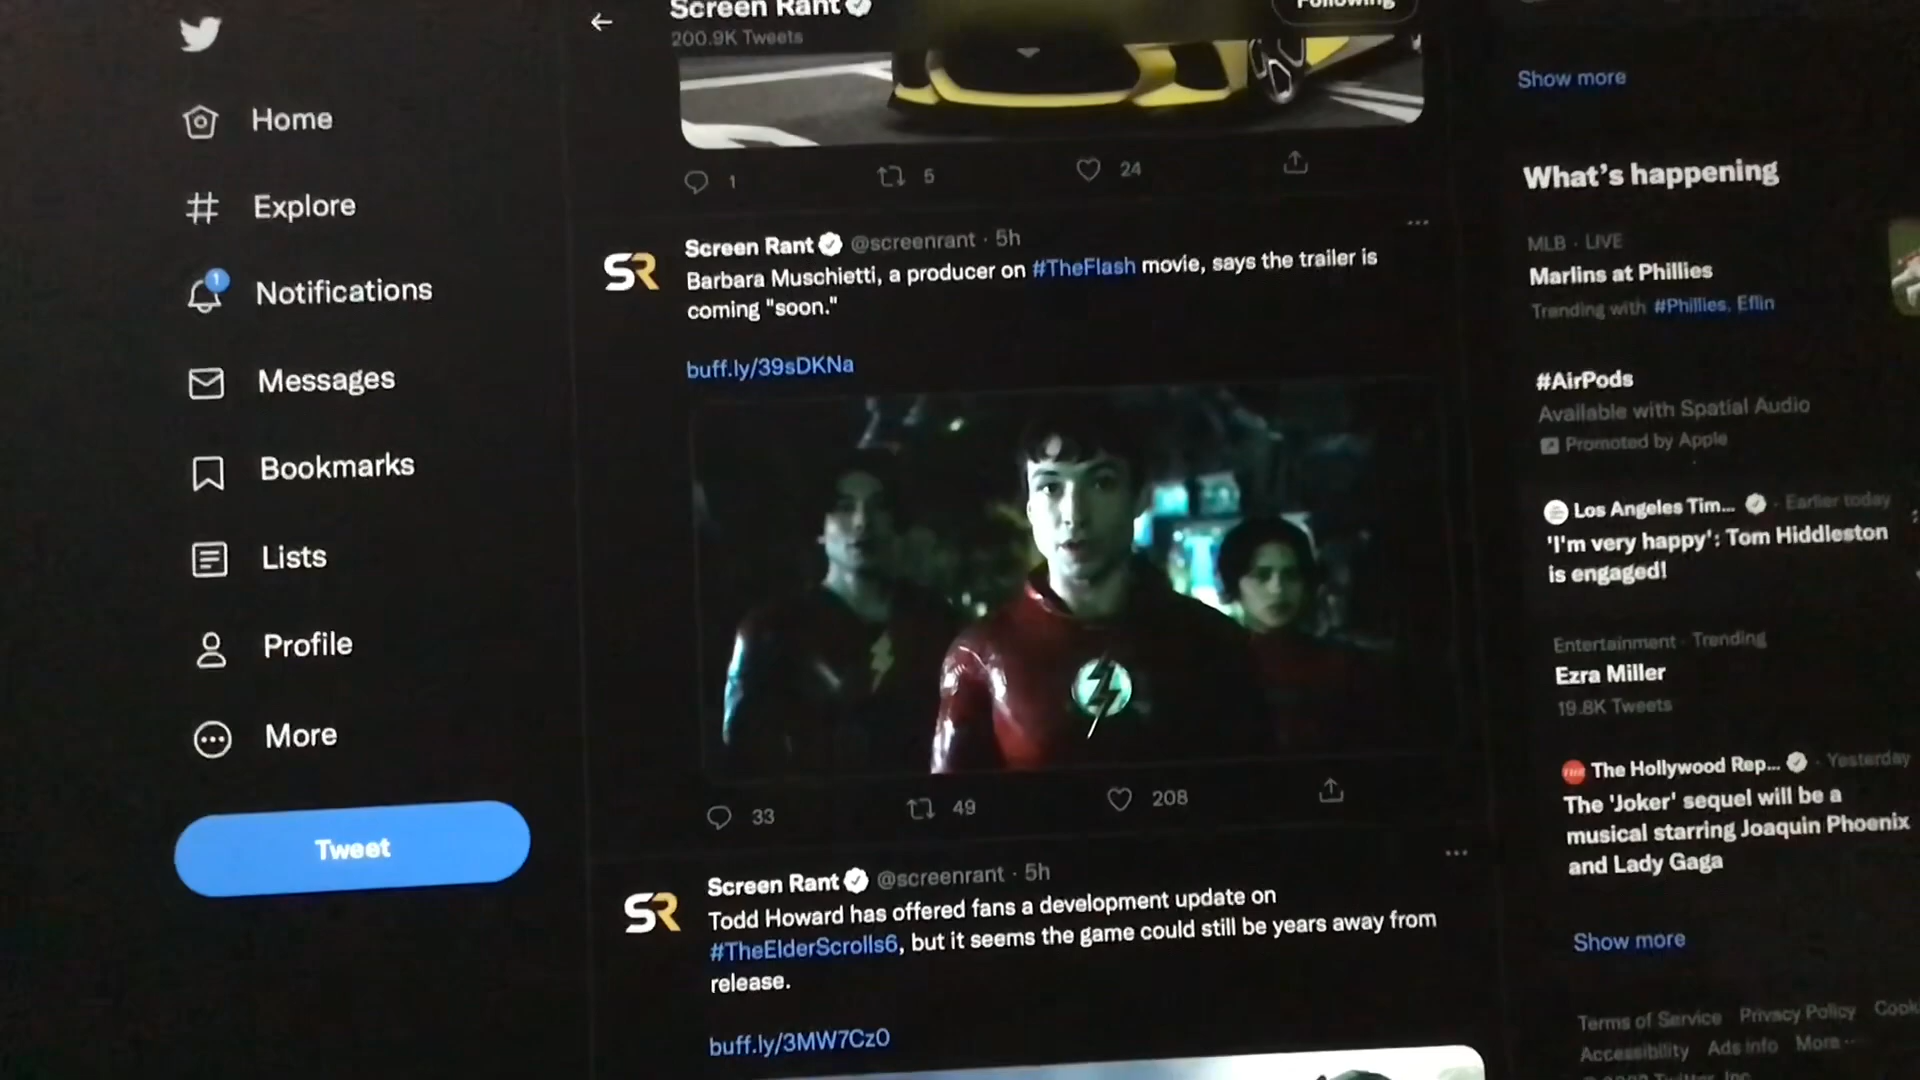 Home
Explore
1
Notifications
Messages
Bookmarks
Lists
Profile
More
Tweet
Screen Rant
200.9K Tweets
Following
1 5 24
SR
Screen Rant @screenrant · 5h
Barbara Muschietti, a producer on #TheFlash movie, says the trailer is
coming "soon."
buff.ly/39sDKNa
33 49 208
SR
Screen Rant @screenrant · 5h
Todd Howard has offered fans a development update on
#TheElderScrolls6, but it seems the game could still be years away from
release.
buff.ly/3MW7CzO
Show more
What's happening
MLB · LIVE
Marlins at Phillies
Trending with #Phillies, Eflin
#AirPods
Available with Spatial Audio
Promoted by Apple
Los Angeles Tim... · Earlier today
'I'm very happy': Tom Hiddleston
is engaged!
Entertainment · Trending
Ezra Miller
19.8K Tweets
The Hollywood Rep... · Yesterday
The 'Joker' sequel will be a
musical starring Joaquin Phoenix
and Lady Gaga
Show more
Terms of Service Privacy Policy Cook
Accessibility Ads info More ···
Twitter, Inc.